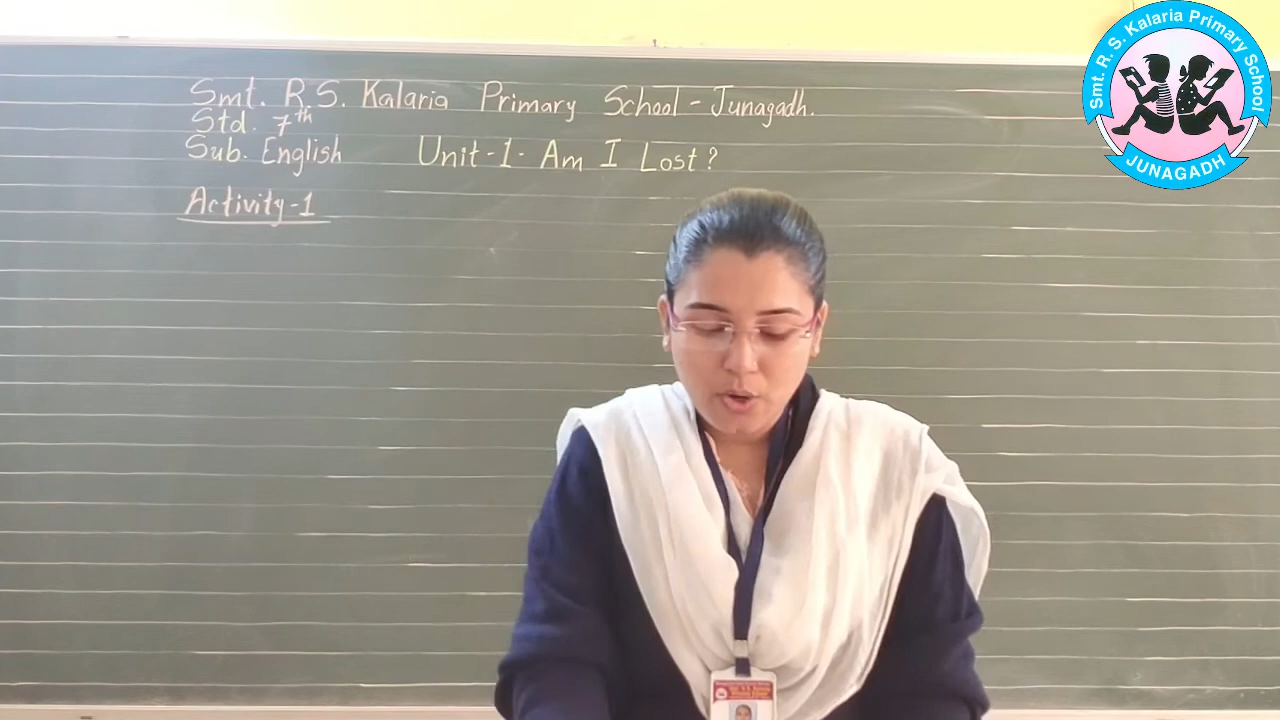 Smt. R.S. Kalaria Primary School - Junagadh.
Std. 7th
Sub. English Unit-1- Am I Lost?
Activity-1
Smt. R. S. Kalaria Primary School
JUNAGADH